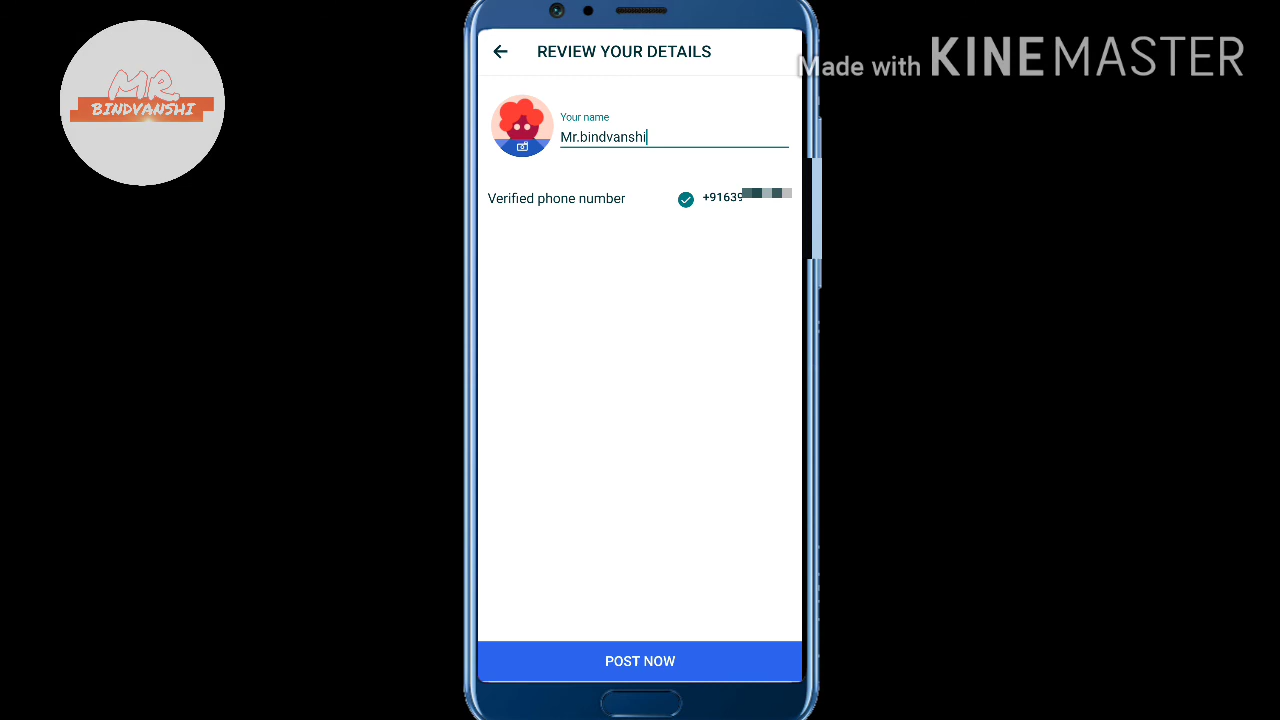 MR.
BINDVANSHI
Made with KINEMASTER
REVIEW YOUR DETAILS
Your name
Mr.bindvanshi
Verified phone number
+91639
POST NOW